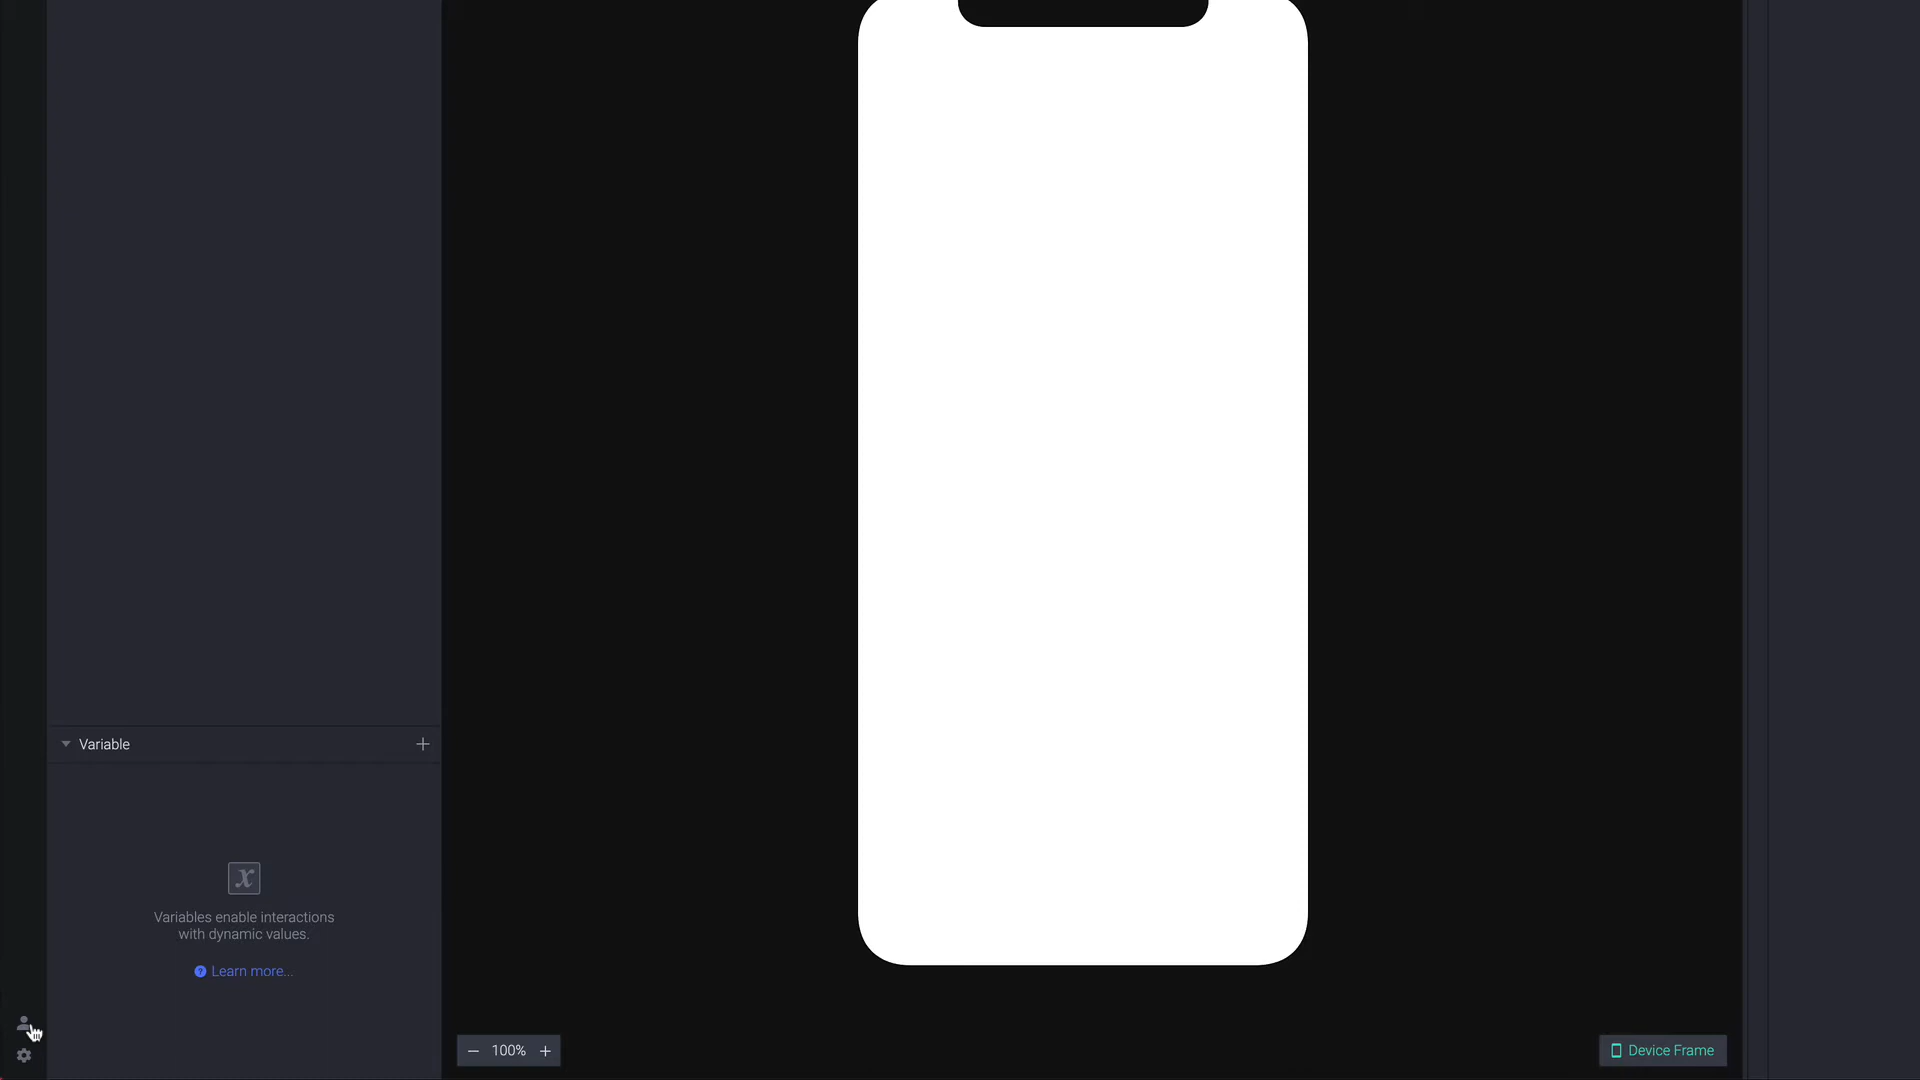 Variable
x
Variables enable interactions
with dynamic values.
? Learn more...
100%
Device Frame